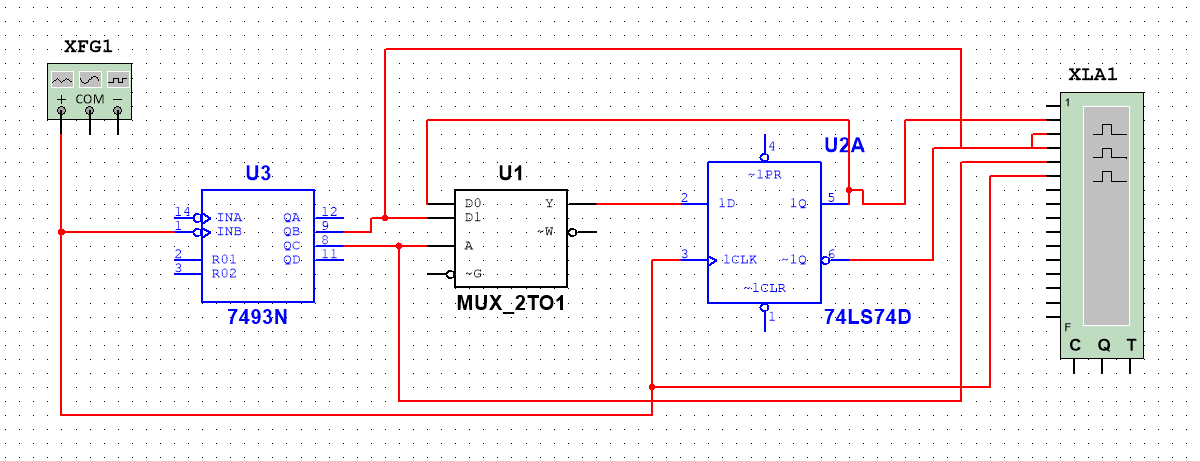 XFG1
+ COM −
XLA1
1
F
C Q T
U3
14 INA QA 12
1 INB QB 9
QC 8
2 R01 QD 11
3 R02
7493N
U1
D0 Y
D1
A ~W
~G
MUX_2TO1
U2A
4
~1PR
2 1D 1Q 5
3 1CLK ~1Q 6
~1CLR
1
74LS74D